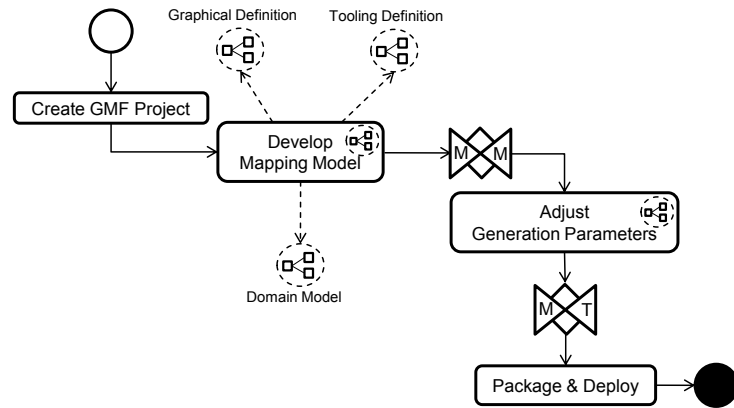 Graphical Definition
Tooling Definition
Create GMF Project
Develop
Mapping Model
M M
Adjust
Generation Parameters
Domain Model
M T
Package & Deploy